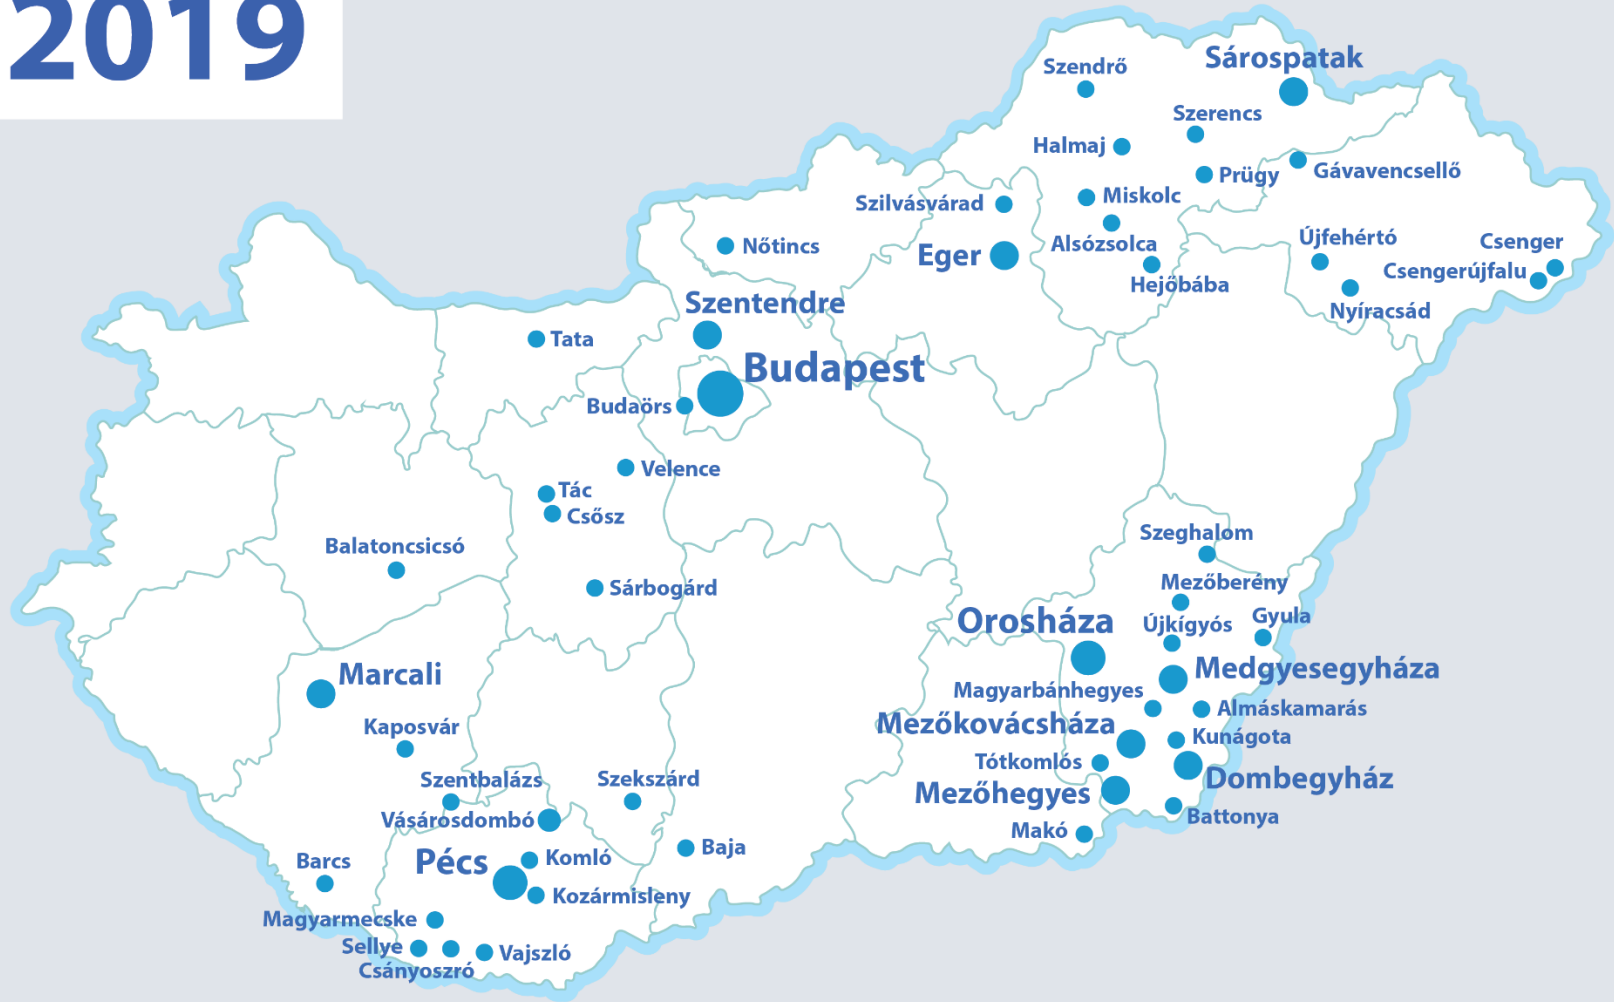 2019
Szendrő
Sárospatak
Szerencs
Halmaj
Prügy
Gávavencsellő
Szilvásvárad
Miskolc
Nőtincs
Eger
Alsózsolca
Hejőbába
Újfehértó
Csenger
Csengerújfalu
Nyíracsád
Szentendre
Tata
Budapest
Budaörs
Velence
Tác
Csősz
Balatoncsicsó
Sárbogárd
Szeghalom
Mezőberény
Orosháza
Újkígyós
Gyula
Medgyesegyháza
Marcali
Magyarbánhegyes
Almáskamarás
Kaposvár
Mezőkovácsháza
Kunágota
Tótkomlós
Szentbalázs
Szekszárd
Dombegyház
Mezőhegyes
Vásárosdombó
Battonya
Makó
Baja
Pécs
Komló
Barcs
Kozármisleny
Magyarmecske
Sellye
Vajszló
Csányoszró